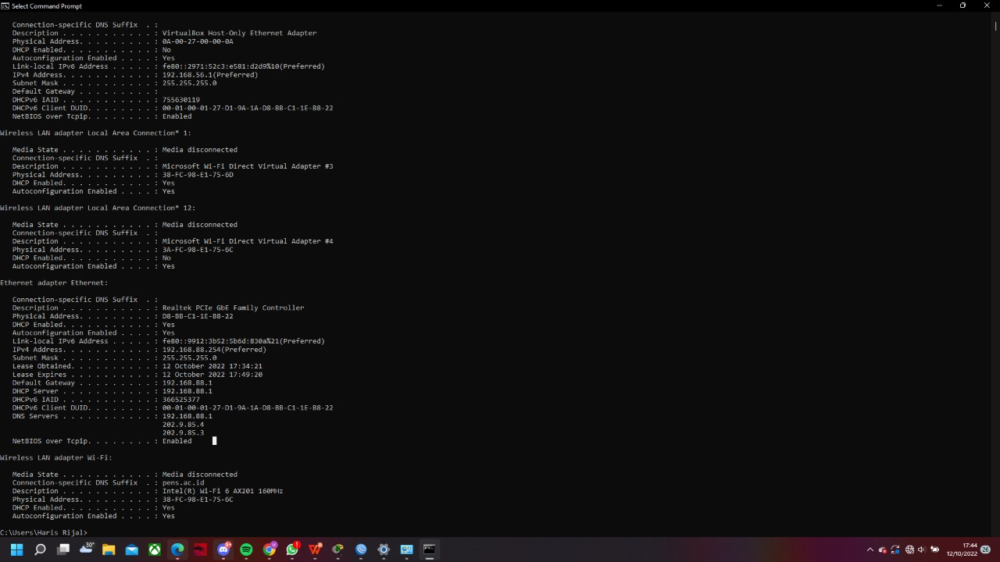 Select Command Prompt
Connection-specific DNS Suffix . :
Description . . . . . . . . . . . : VirtualBox Host-Only Ethernet Adapter
Physical Address. . . . . . . . . : 0A-00-27-00-00-0A
DHCP Enabled. . . . . . . . . . . : No
Autoconfiguration Enabled . . . . : Yes
Link-local IPv6 Address . . . . . : fe80::2971:52c3:e581:d2d9%10(Preferred)
IPv4 Address. . . . . . . . . . . : 192.168.56.1(Preferred)
Subnet Mask . . . . . . . . . . . : 255.255.255.0
Default Gateway . . . . . . . . . :
DHCPv6 IAID . . . . . . . . . . . : 755630119
DHCPv6 Client DUID. . . . . . . . : 00-01-00-01-27-D1-9A-1A-D8-BB-C1-1E-B8-22
NetBIOS over Tcpip. . . . . . . . : Enabled
Wireless LAN adapter Local Area Connection* 1:
Media State . . . . . . . . . . . : Media disconnected
Connection-specific DNS Suffix . :
Description . . . . . . . . . . . : Microsoft Wi-Fi Direct Virtual Adapter #3
Physical Address. . . . . . . . . : 38-FC-98-E1-75-6D
DHCP Enabled. . . . . . . . . . . : Yes
Autoconfiguration Enabled . . . . : Yes
Wireless LAN adapter Local Area Connection* 12:
Media State . . . . . . . . . . . : Media disconnected
Connection-specific DNS Suffix . :
Description . . . . . . . . . . . : Microsoft Wi-Fi Direct Virtual Adapter #4
Physical Address. . . . . . . . . : 3A-FC-98-E1-75-6C
DHCP Enabled. . . . . . . . . . . : No
Autoconfiguration Enabled . . . . : Yes
Ethernet adapter Ethernet:
Connection-specific DNS Suffix . :
Description . . . . . . . . . . . : Realtek PCIe GbE Family Controller
Physical Address. . . . . . . . . : D8-BB-C1-1E-B8-22
DHCP Enabled. . . . . . . . . . . : Yes
Autoconfiguration Enabled . . . . : Yes
Link-local IPv6 Address . . . . . : fe80::9912:3b52:5b6d:830a%21(Preferred)
IPv4 Address. . . . . . . . . . . : 192.168.88.254(Preferred)
Subnet Mask . . . . . . . . . . . : 255.255.255.0
Lease Obtained. . . . . . . . . . : 12 October 2022 17:34:21
Lease Expires . . . . . . . . . . : 12 October 2022 17:49:20
Default Gateway . . . . . . . . . : 192.168.88.1
DHCP Server . . . . . . . . . . . : 192.168.88.1
DHCPv6 IAID . . . . . . . . . . . : 366525377
DHCPv6 Client DUID. . . . . . . . : 00-01-00-01-27-D1-9A-1A-D8-BB-C1-1E-B8-22
DNS Servers . . . . . . . . . . . : 192.168.88.1
202.9.85.4
202.9.85.3
NetBIOS over Tcpip. . . . . . . . : Enabled
Wireless LAN adapter Wi-Fi:
Media State . . . . . . . . . . . : Media disconnected
Connection-specific DNS Suffix . : pens.ac.id
Description . . . . . . . . . . . : Intel(R) Wi-Fi 6 AX201 160MHz
Physical Address. . . . . . . . . : 38-FC-98-E1-75-6C
DHCP Enabled. . . . . . . . . . . : Yes
Autoconfiguration Enabled . . . . : Yes
C:\Users\Haris Rijal>
30°
17:44
12/10/2022
26